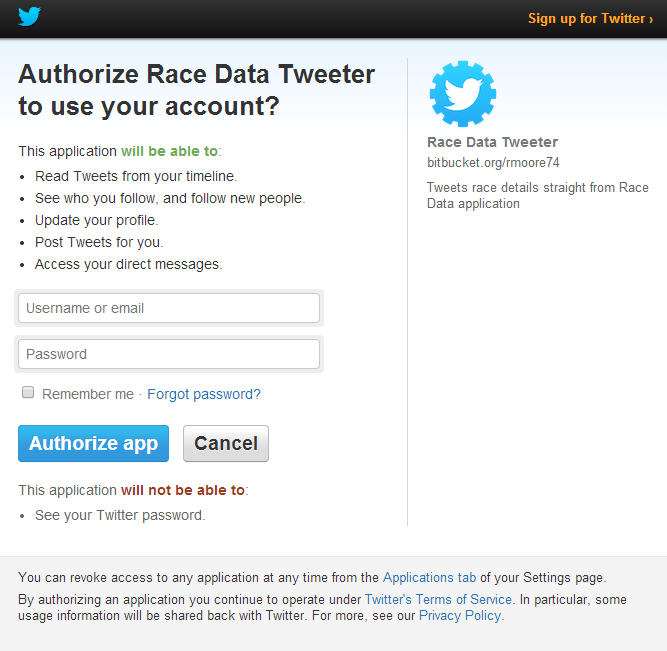 Sign up for Twitter ›
Authorize Race Data Tweeter
to use your account?
This application will be able to:
• Read Tweets from your timeline.
• See who you follow, and follow new people.
• Update your profile.
• Post Tweets for you.
• Access your direct messages.
Username or email
Password
Remember me · Forgot password?
Authorize app
Cancel
This application will not be able to:
• See your Twitter password.
Race Data Tweeter
bitbucket.org/rmoore74
Tweets race details straight from Race
Data application
You can revoke access to any application at any time from the Applications tab of your Settings page.
By authorizing an application you continue to operate under Twitter's Terms of Service. In particular, some
usage information will be shared back with Twitter. For more, see our Privacy Policy.